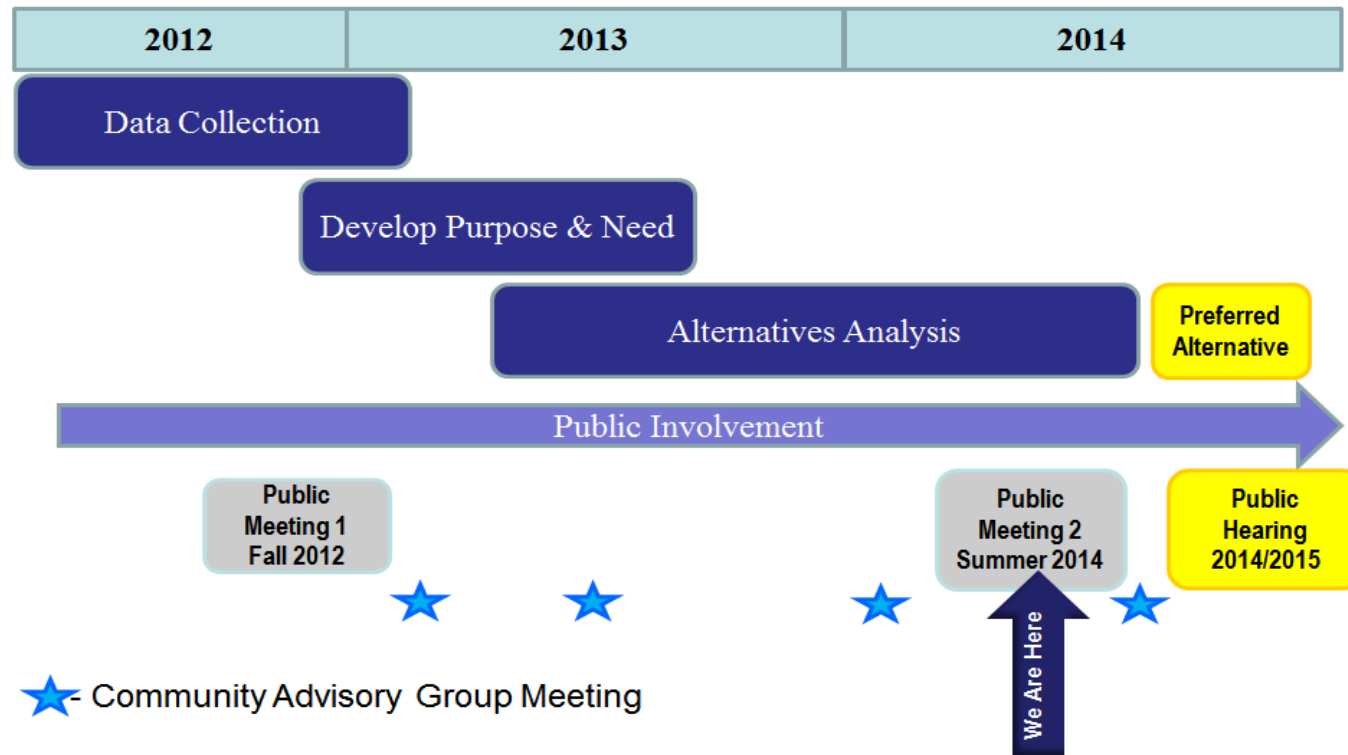 2012
2013
2014
Data Collection
Develop Purpose & Need
Alternatives Analysis
Preferred
Alternative
Public Involvement
Public
Meeting 1
Fall 2012
Public
Meeting 2
Summer 2014
Public
Hearing
2014/2015
We Are Here
- Community Advisory Group Meeting